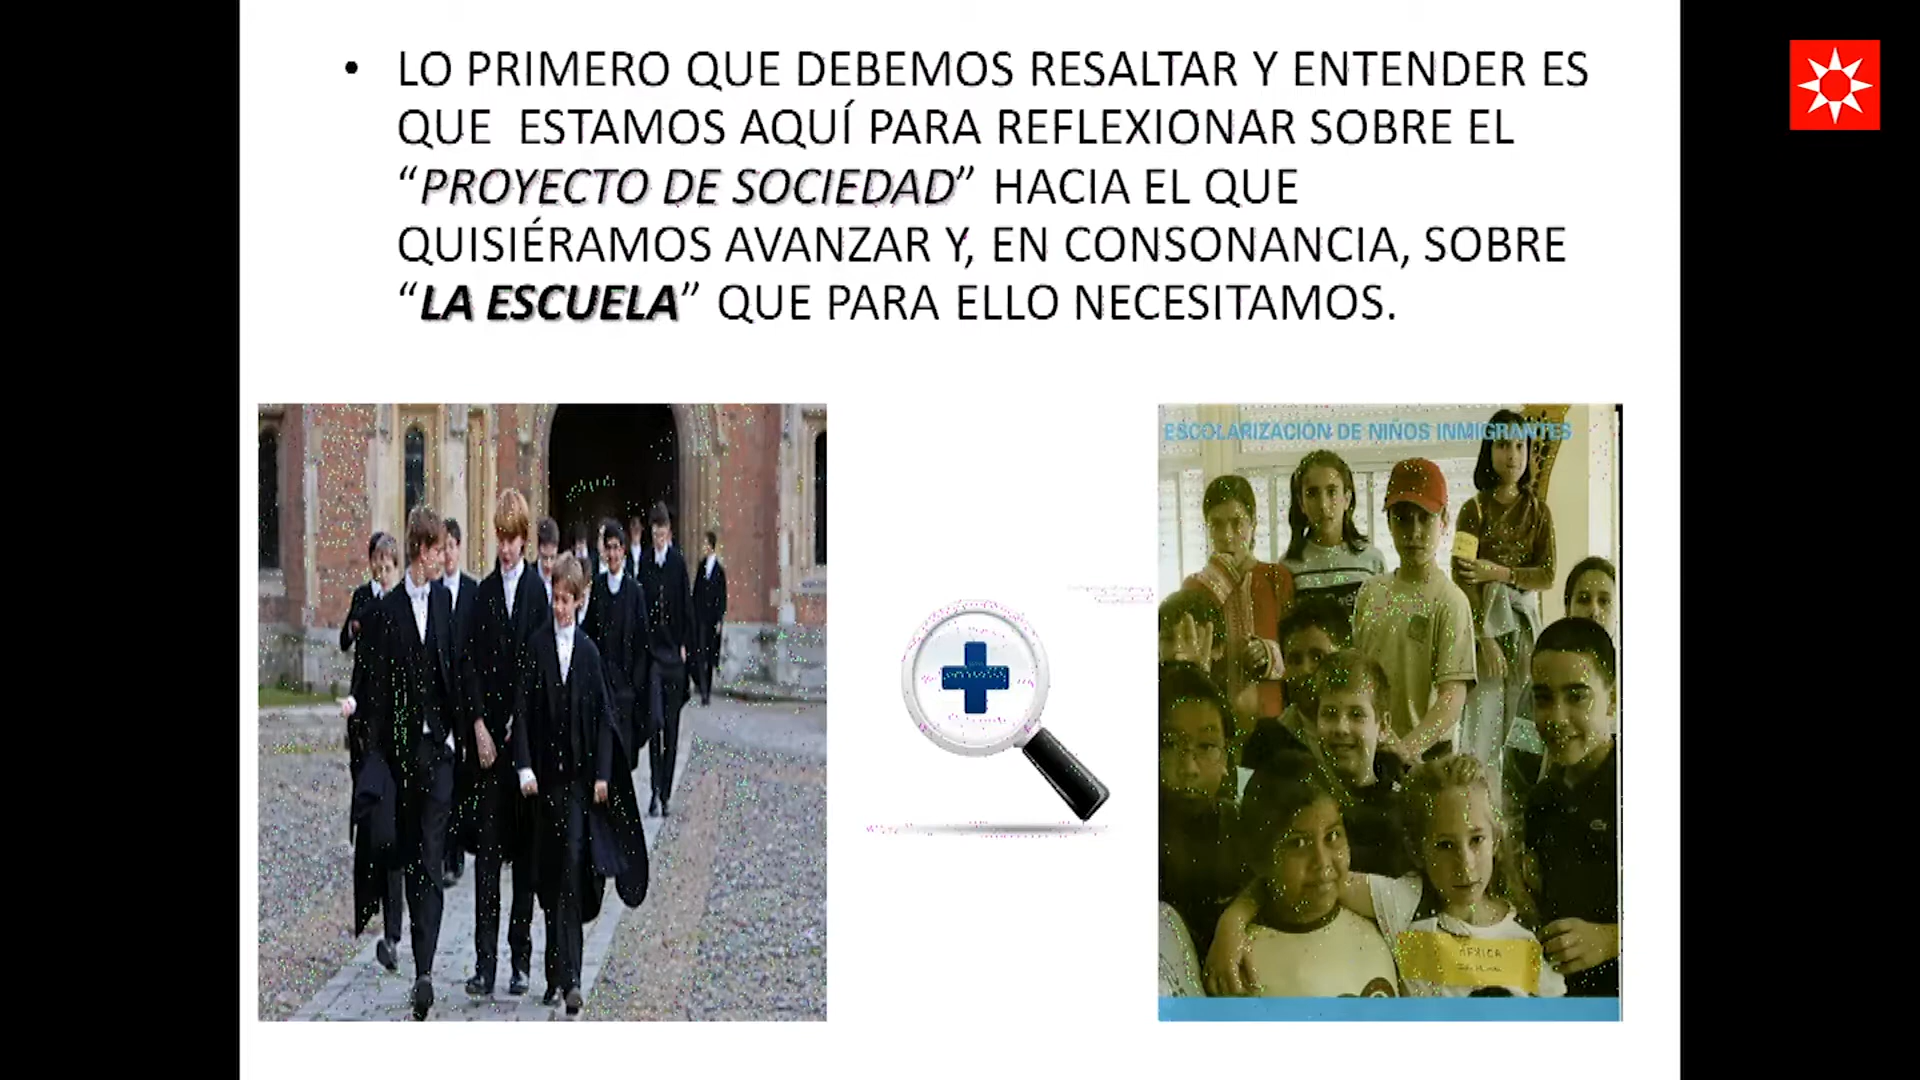 • LO PRIMERO QUE DEBEMOS RESALTAR Y ENTENDER ES
QUE ESTAMOS AQUÍ PARA REFLEXIONAR SOBRE EL
“PROYECTO DE SOCIEDAD” HACIA EL QUE
QUISIÉRAMOS AVANZAR Y, EN CONSONANCIA, SOBRE
“LA ESCUELA” QUE PARA ELLO NECESITAMOS.
ESCOLARIZACIÓN DE NIÑOS INMIGRANTES